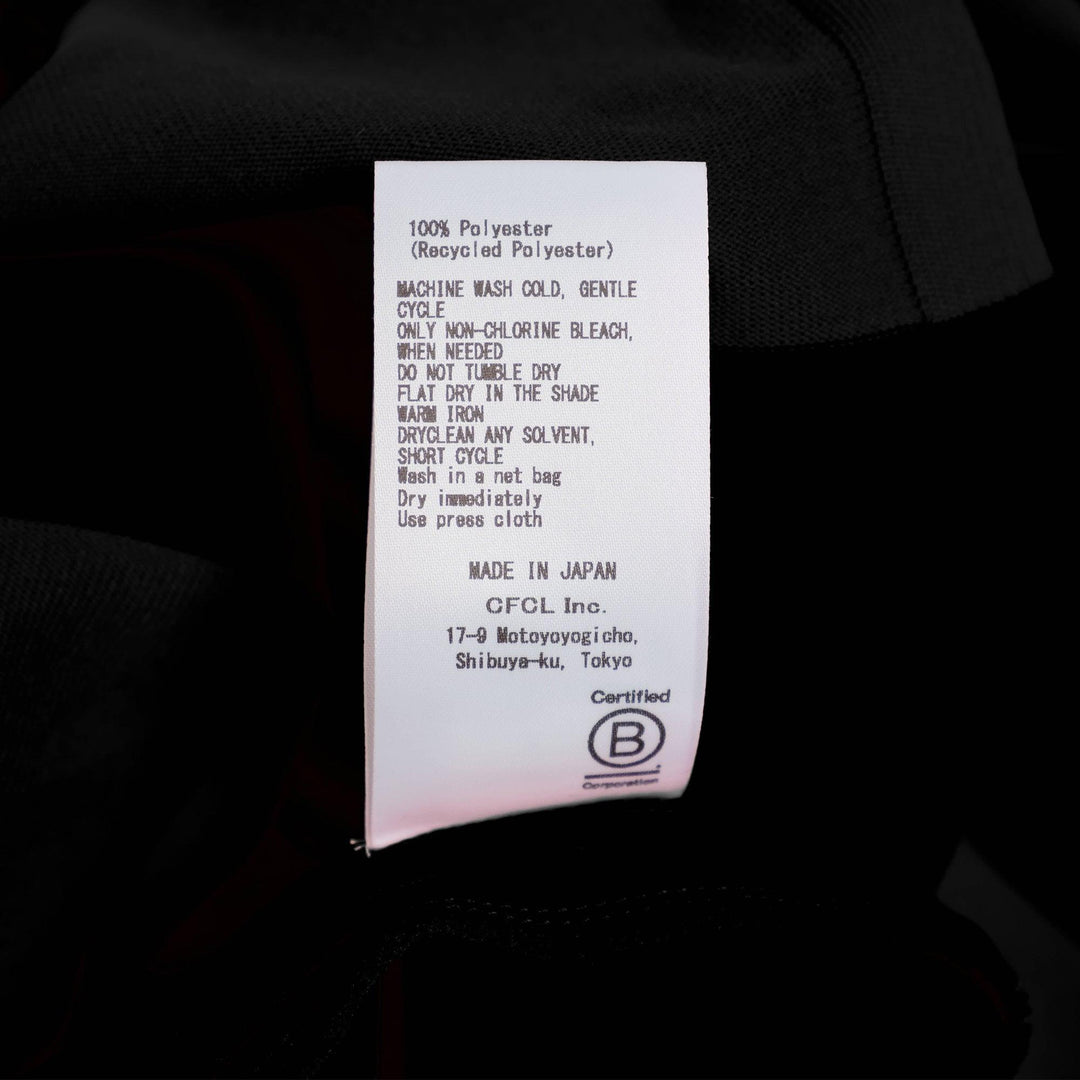 100% Polyester
(Recycled Polyester)
MACHINE WASH COLD, GENTLE
CYCLE
ONLY NON-CHLORINE BLEACH,
WHEN NEEDED
DO NOT TUMBLE DRY
FLAT DRY IN THE SHADE
WARM IRON
DRYCLEAN ANY SOLVENT,
SHORT CYCLE
Wash in a net bag
Dry immediately
Use press cloth
MADE IN JAPAN
CFCL Inc.
17-9 Motoyoyogicho,
Shibuya-ku, Tokyo
Certified
B
Corporation